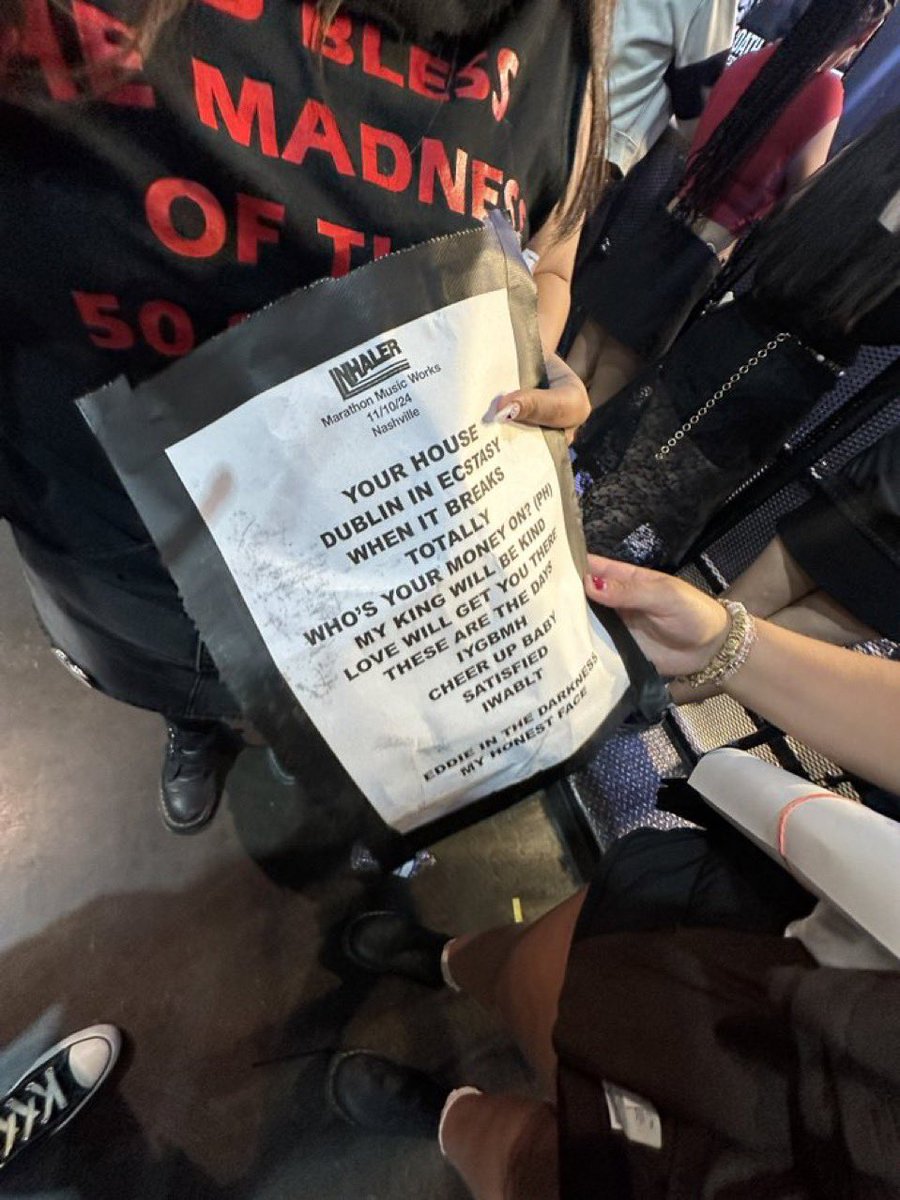 BLESS
MADNESS
OF
50
OATH
INHALER
Marathon Music Works
11/10/24
Nashville
YOUR HOUSE
DUBLIN IN ECSTASY
WHEN IT BREAKS
TOTALLY
WHO'S YOUR MONEY ON? (PH)
MY KING WILL BE KIND
LOVE WILL GET YOU THERE
THESE ARE THE DAYS
IYGBMH
CHEER UP BABY
SATISFIED
IWABLT
EDDIE IN THE DARKNESS
MY HONEST FACE